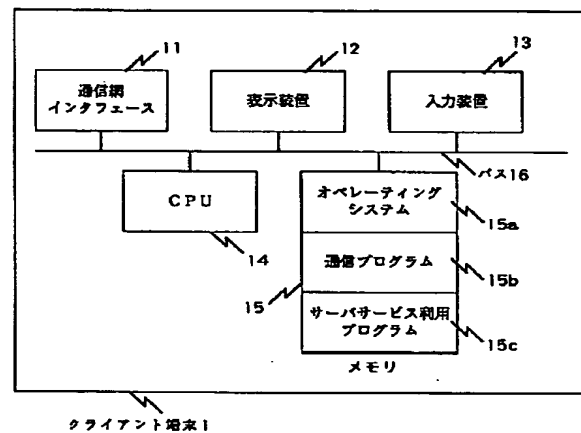 11
12
13
通信網
インタフェース
表示装置
入力装置
バス16
CPU
オペレーティング
システム
15a
14
通信プログラム
15
15b
サーバサービス利用
プログラム
15c
メモリ
クライアント端末1